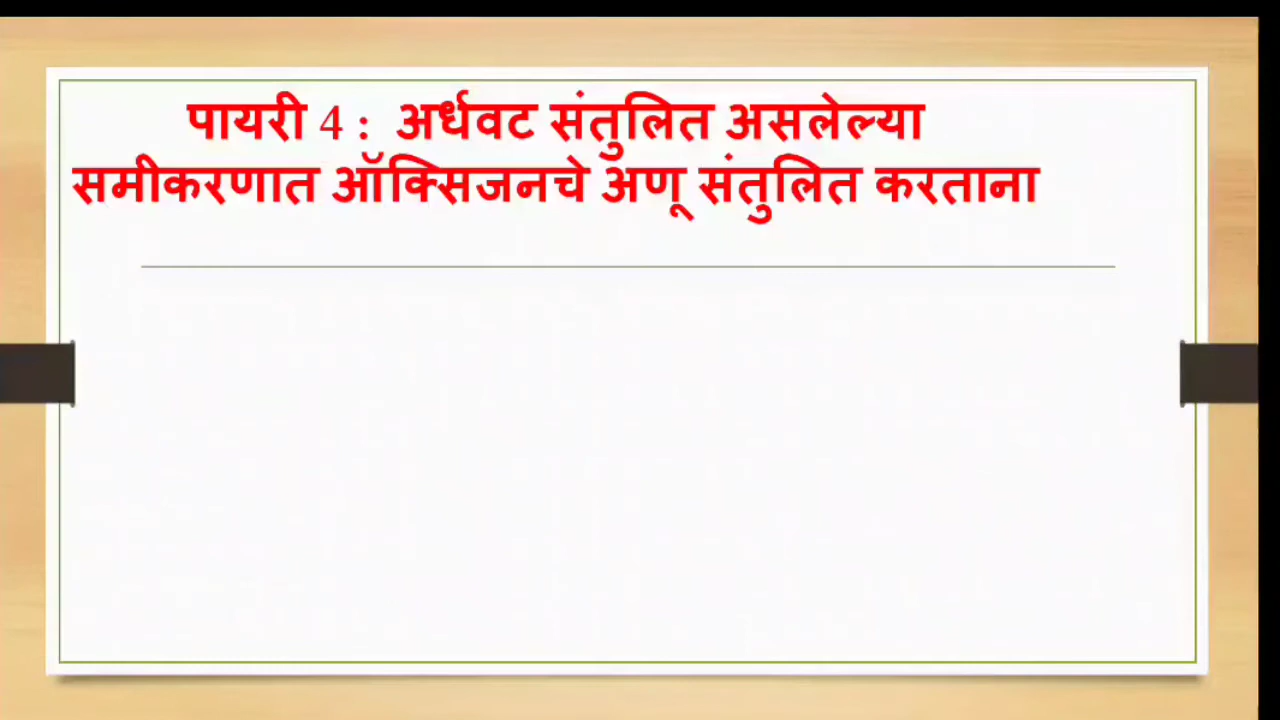 पायरी 4 : अर्धवट संतुलित असलेल्या
समीकरणात ऑक्सिजनचे अणू संतुलित करताना